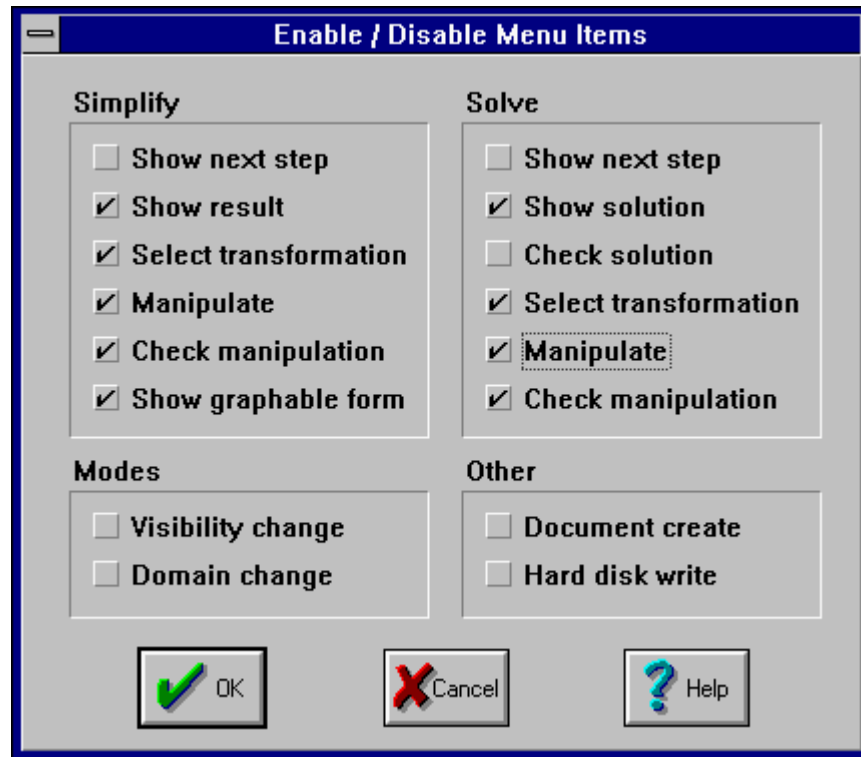 Enable / Disable Menu Items
Simplify
Show next step
Show result
Select transformation
Manipulate
Check manipulation
Show graphable form
Solve
Show next step
Show solution
Check solution
Select transformation
Manipulate
Check manipulation
Modes
Visibility change
Domain change
Other
Document create
Hard disk write
OK
Cancel
Help